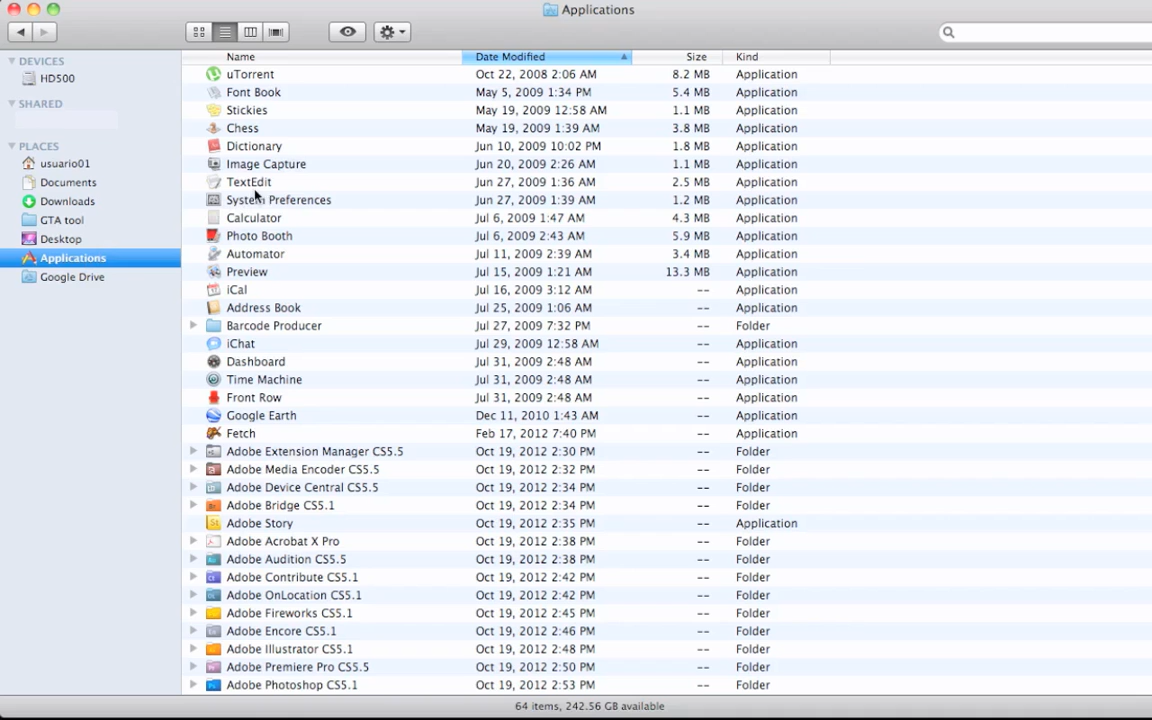 Applications
Name Date Modified Size Kind
DEVICES
HD500
SHARED
PLACES
usuario01
Documents
Downloads
GTA tool
Desktop
Applications
Google Drive
uTorrent Oct 22, 2008 2:06 AM 8.2 MB Application
Font Book May 5, 2009 1:34 PM 5.4 MB Application
Stickies May 19, 2009 12:58 AM 1.1 MB Application
Chess May 19, 2009 1:39 AM 3.8 MB Application
Dictionary Jun 10, 2009 10:02 PM 1.8 MB Application
Image Capture Jun 20, 2009 2:26 AM 1.1 MB Application
TextEdit Jun 27, 2009 1:36 AM 2.5 MB Application
System Preferences Jun 27, 2009 1:39 AM 1.2 MB Application
Calculator Jul 6, 2009 1:47 AM 4.3 MB Application
Photo Booth Jul 6, 2009 2:43 AM 5.9 MB Application
Automator Jul 11, 2009 2:39 AM 3.4 MB Application
Preview Jul 15, 2009 1:21 AM 13.3 MB Application
iCal Jul 16, 2009 3:12 AM -- Application
Address Book Jul 25, 2009 1:06 AM -- Application
Barcode Producer Jul 27, 2009 7:32 PM -- Folder
iChat Jul 29, 2009 12:58 AM -- Application
Dashboard Jul 31, 2009 2:48 AM -- Application
Time Machine Jul 31, 2009 2:48 AM -- Application
Front Row Jul 31, 2009 2:48 AM -- Application
Google Earth Dec 11, 2010 1:43 AM -- Application
Fetch Feb 17, 2012 7:40 PM -- Application
Adobe Extension Manager CS5.5 Oct 19, 2012 2:30 PM -- Folder
Adobe Media Encoder CS5.5 Oct 19, 2012 2:32 PM -- Folder
Adobe Device Central CS5.5 Oct 19, 2012 2:34 PM -- Folder
Adobe Bridge CS5.1 Oct 19, 2012 2:34 PM -- Folder
Adobe Story Oct 19, 2012 2:35 PM -- Application
Adobe Acrobat X Pro Oct 19, 2012 2:38 PM -- Folder
Adobe Audition CS5.5 Oct 19, 2012 2:38 PM -- Folder
Adobe Contribute CS5.1 Oct 19, 2012 2:42 PM -- Folder
Adobe OnLocation CS5.1 Oct 19, 2012 2:42 PM -- Folder
Adobe Fireworks CS5.1 Oct 19, 2012 2:45 PM -- Folder
Adobe Encore CS5.1 Oct 19, 2012 2:46 PM -- Folder
Adobe Illustrator CS5.1 Oct 19, 2012 2:48 PM -- Folder
Adobe Premiere Pro CS5.5 Oct 19, 2012 2:50 PM -- Folder
Adobe Photoshop CS5.1 Oct 19, 2012 2:53 PM -- Folder
64 items, 242.56 GB available